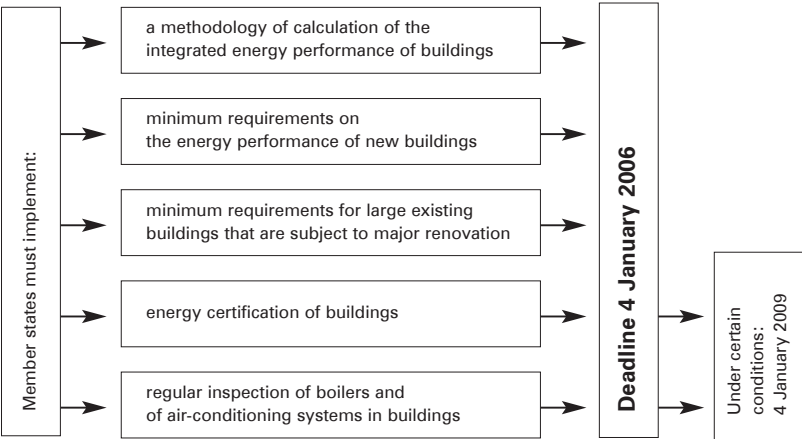 Member states must implement:
a methodology of calculation of the
integrated energy performance of buildings
minimum requirements on
the energy performance of new buildings
minimum requirements for large existing
buildings that are subject to major renovation
energy certification of buildings
regular inspection of boilers and
of air-conditioning systems in buildings
Deadline 4 January 2006
Under certain
conditions:
4 January 2009